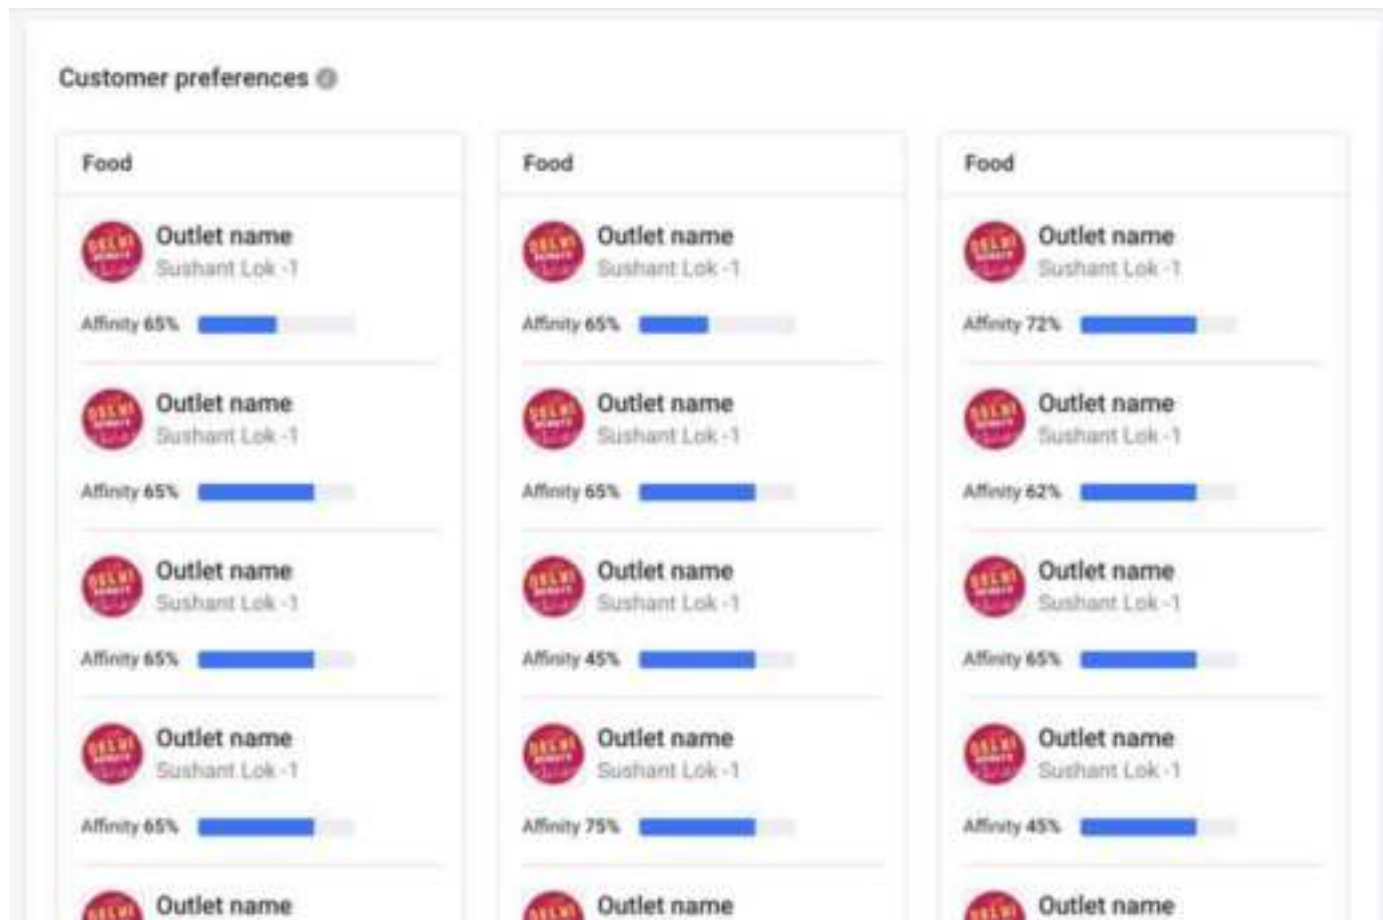 Customer preferences
Food
Outlet name
Sushant Lok -1
Affinity 65%
Outlet name
Sushant Lok -1
Affinity 65%
Outlet name
Sushant Lok -1
Affinity 65%
Outlet name
Sushant Lok -1
Affinity 65%
Outlet name
Food
Outlet name
Sushant Lok -1
Affinity 65%
Outlet name
Sushant Lok -1
Affinity 65%
Outlet name
Sushant Lok -1
Affinity 45%
Outlet name
Sushant Lok -1
Affinity 75%
Outlet name
Food
Outlet name
Sushant Lok -1
Affinity 72%
Outlet name
Sushant Lok -1
Affinity 62%
Outlet name
Sushant Lok -1
Affinity 65%
Outlet name
Sushant Lok -1
Affinity 45%
Outlet name